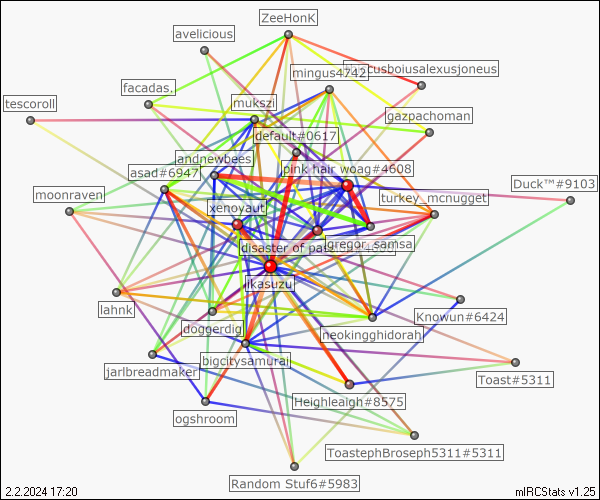 ZeeHonK
avelicious
mingus4742
facadas.
mukszi
tescoroll
gazpachoman
default#0617
andnewbees
pink hair woag#4608
asad#6947
Duck™#9103
moonraven
turkey_mcnugget
xenoyaut
gregor_samsa
disaster of
ikasuzu
lahnk
Knowun#6424
doggerdig
neokingghidorah
bigcitysamurai
jarlbreadmaker
Toast#5311
Heighleaigh#8575
ogshroom
ToastephBroseph5311#5311
Random Stuf6#5983
2.2.2024 17:20
mIRCStats v1.25